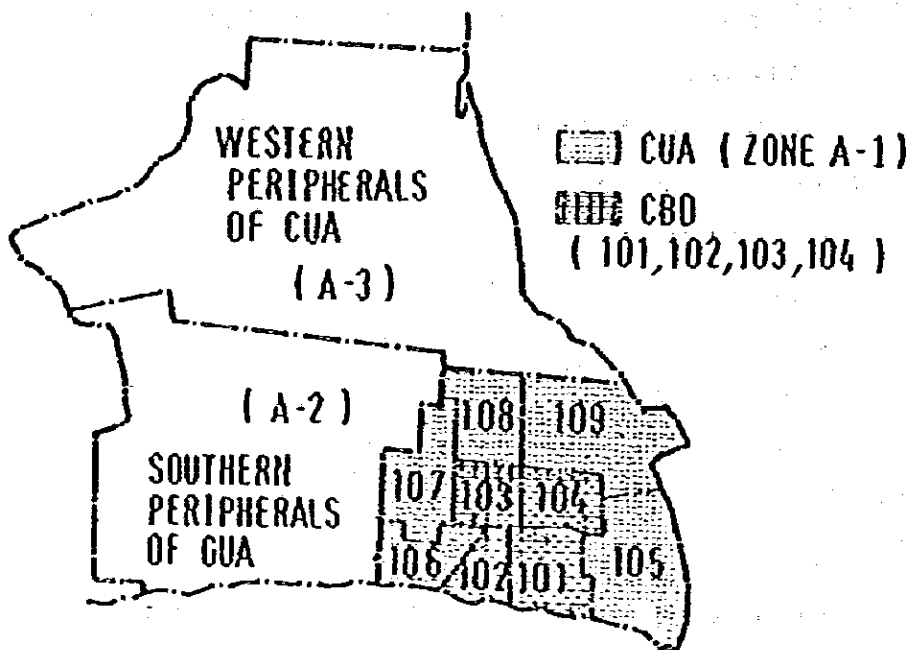 WESTERN
PERIPHERALS
OF CUA
( A-3 )
CUA ( ZONE A-1 )
CBD
( 101,102,103,104 )
( A-2 )
SOUTHERN
PERIPHERALS
OF CUA
108
109
107
103
104
106
102
101
105